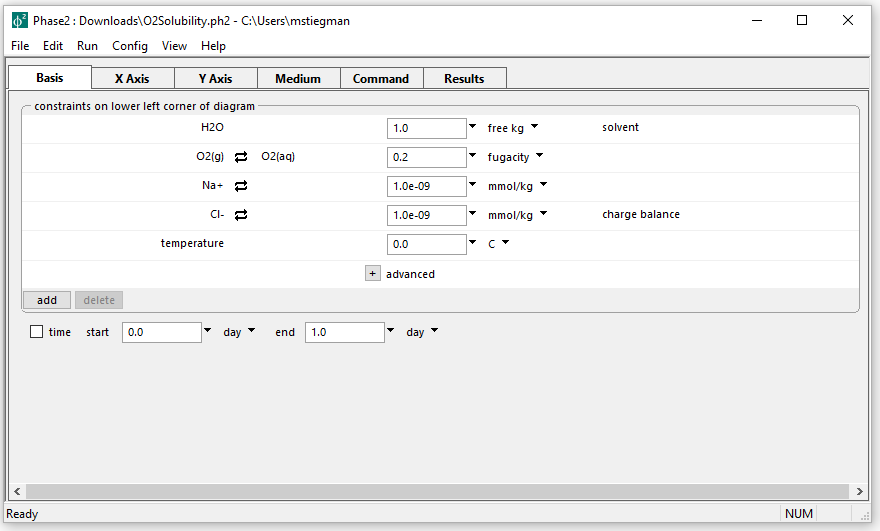 Phase2 : Downloads\O2Solubility.ph2 - C:\Users\mstiegman
File Edit Run Config View Help
Basis X Axis Y Axis Medium Command Results
constraints on lower left corner of diagram
H2O 1.0 free kg solvent
O2(g) O2(aq) 0.2 fugacity
Na+ 1.0e-09 mmol/kg
Cl- 1.0e-09 mmol/kg charge balance
temperature 0.0 C
+ advanced
add delete
time start 0.0 day end 1.0 day
Ready NUM